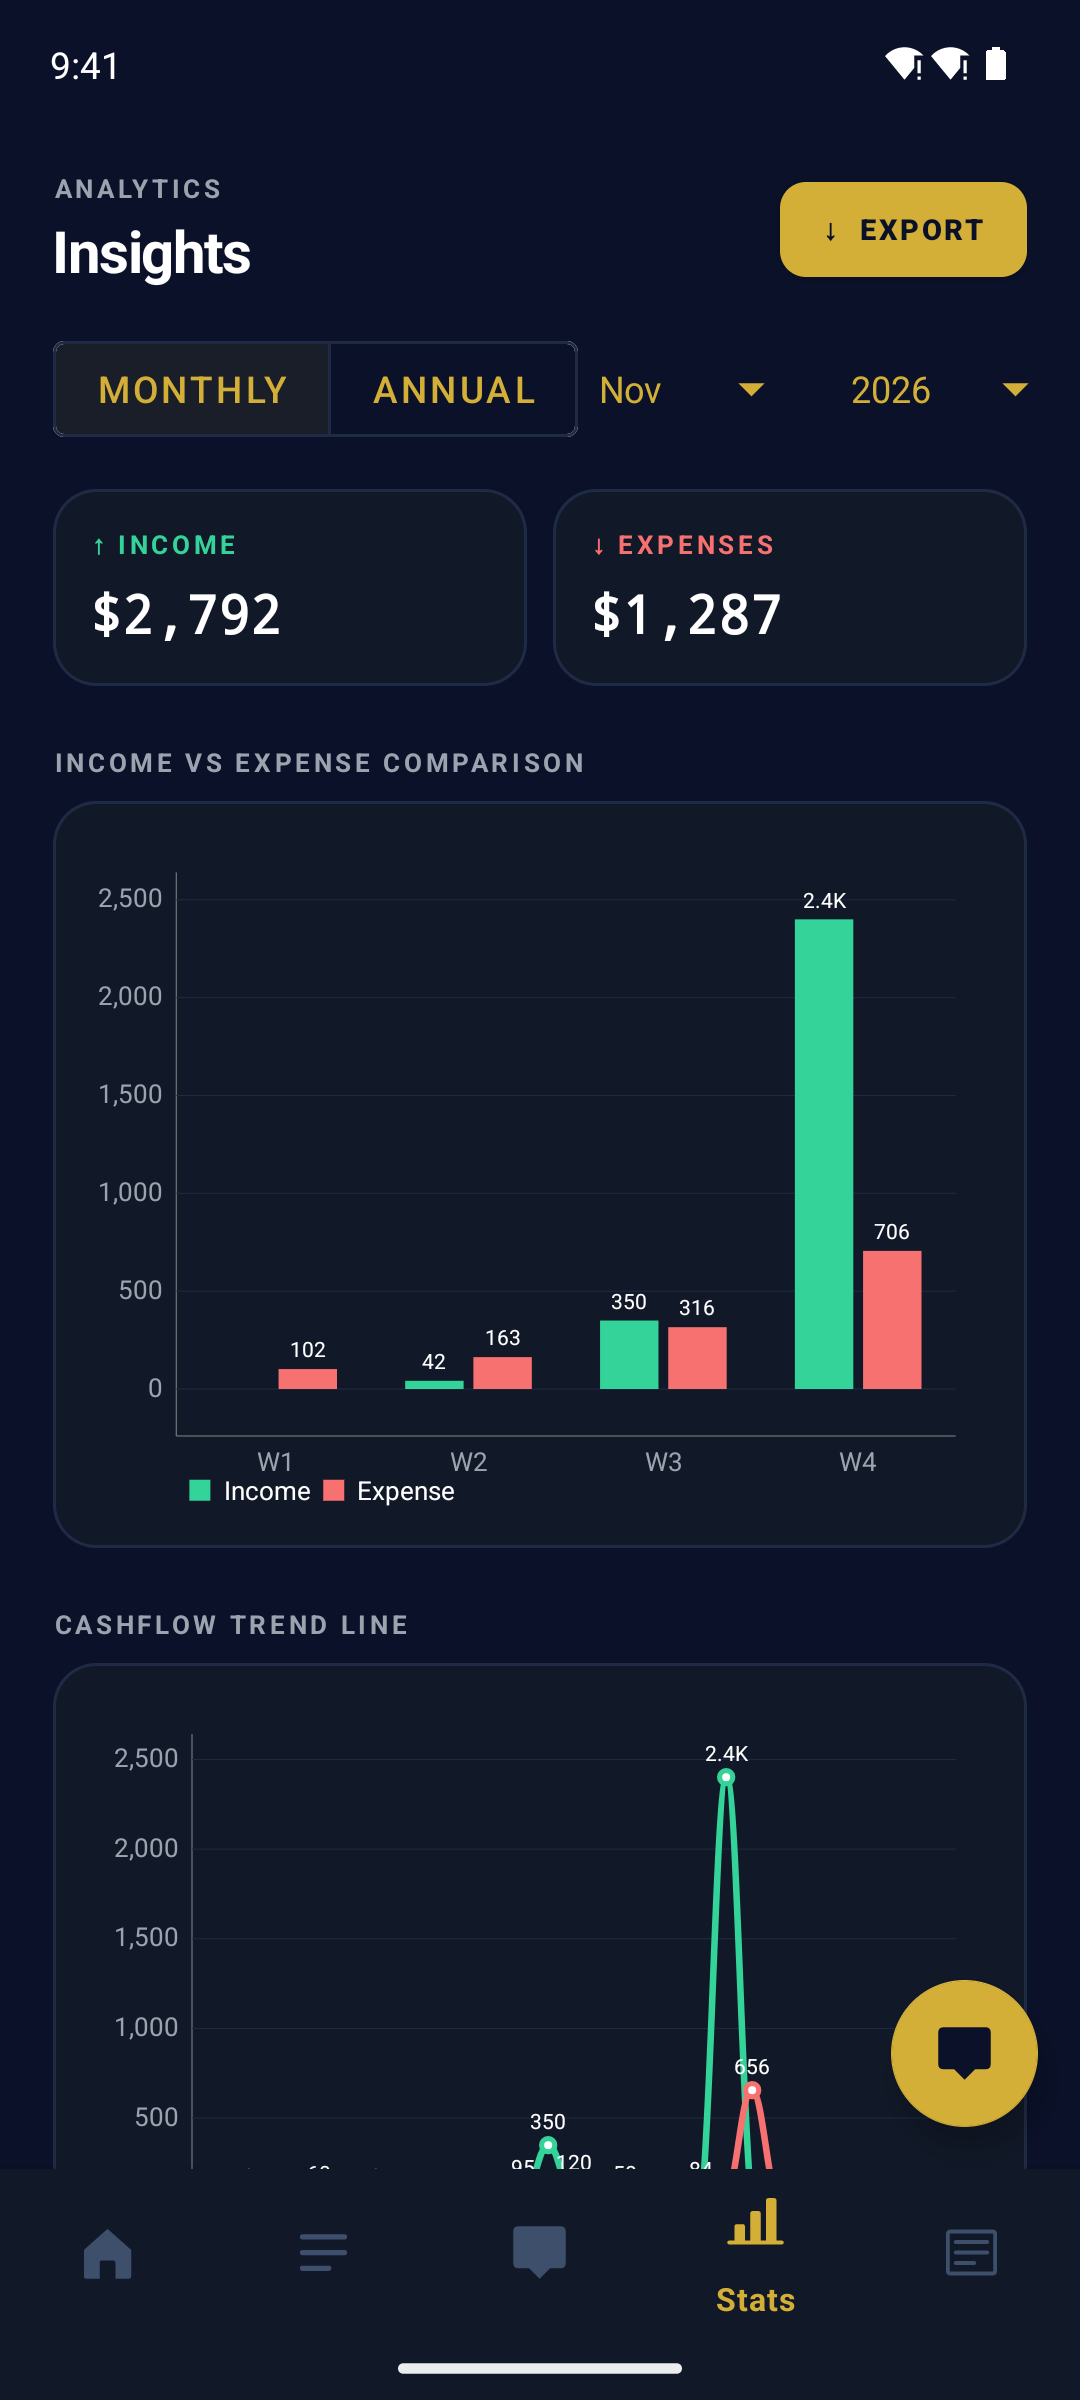 9:41
ANALYTICS
Insights
↓ EXPORT
MONTHLY ANNUAL Nov 2026
↑ INCOME
$2,792
↓ EXPENSES
$1,287
INCOME VS EXPENSE COMPARISON
2,500
2,000
1,500
1,000
500
0
102
42
163
350
316
2.4K
706
W1 W2 W3 W4
Income Expense
CASHFLOW TREND LINE
2,500
2,000
1,500
1,000
500
2.4K
656
350
95
120
84
Stats